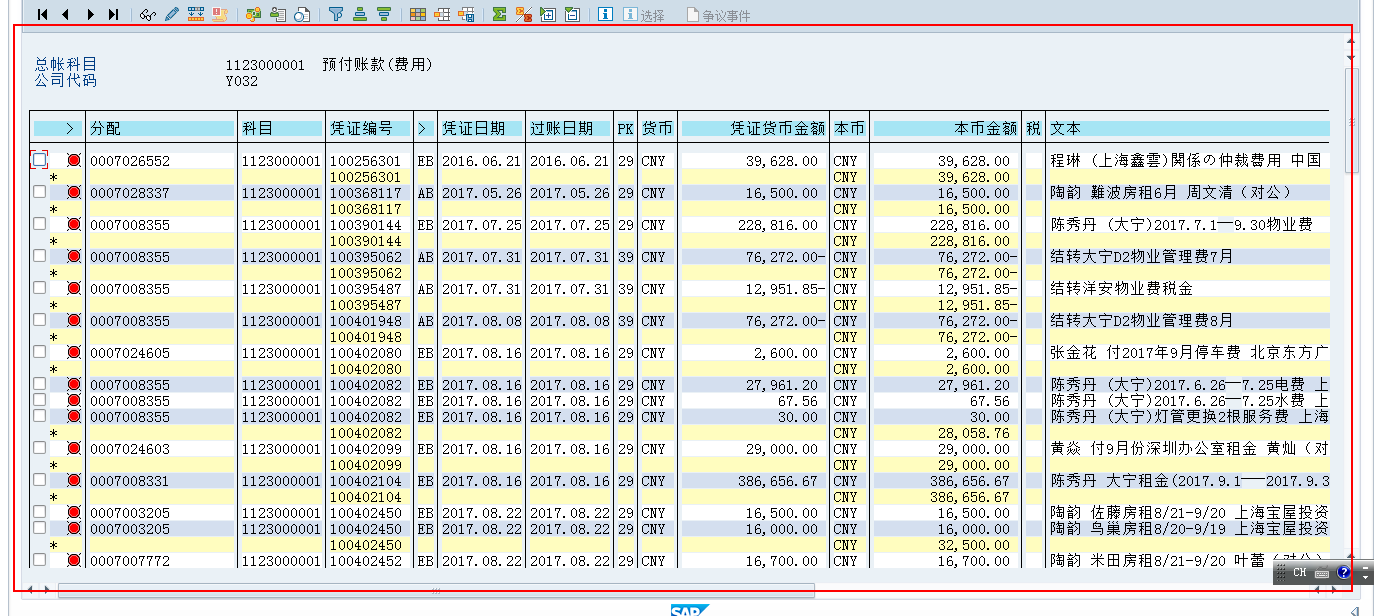 选择 争议事件
总帐科目 1123000001 预付账款(费用)
公司代码 Y032
> 分配 科目 凭证编号 > 凭证日期 过账日期 PK 货币 凭证货币金额 本币 本币金额 税 文本
0007026552 1123000001 100256301 EB 2016.06.21 2016.06.21 29 CNY 39,628.00 CNY 39,628.00 程琳 (上海鑫雲)関係の仲裁費用 中国
* 100256301 CNY 39,628.00
0007028337 1123000001 100368117 AB 2017.05.26 2017.05.26 29 CNY 16,500.00 CNY 16,500.00 陶韵 難波房租6月 周文清（对公）
* 100368117 CNY 16,500.00
0007008355 1123000001 100390144 EB 2017.07.25 2017.07.25 29 CNY 228,816.00 CNY 228,816.00 陈秀丹 (大宁)2017.7.1—9.30物业费
* 100390144 CNY 228,816.00
0007008355 1123000001 100395062 AB 2017.07.31 2017.07.31 39 CNY 76,272.00- CNY 76,272.00- 结转大宁D2物业管理费7月
* 100395062 CNY 76,272.00-
0007008355 1123000001 100395487 AB 2017.07.31 2017.07.31 39 CNY 12,951.85- CNY 12,951.85- 结转洋安物业费税金
* 100395487 CNY 12,951.85-
0007008355 1123000001 100401948 AB 2017.08.08 2017.08.08 39 CNY 76,272.00- CNY 76,272.00- 结转大宁D2物业管理费8月
* 100401948 CNY 76,272.00-
0007024605 1123000001 100402080 EB 2017.08.16 2017.08.16 29 CNY 2,600.00 CNY 2,600.00 张金花 付2017年9月停车费 北京东方广
* 100402080 CNY 2,600.00
0007008355 1123000001 100402082 EB 2017.08.16 2017.08.16 29 CNY 27,961.20 CNY 27,961.20 陈秀丹 (大宁)2017.6.26—7.25电费 上
0007008355 1123000001 100402082 EB 2017.08.16 2017.08.16 29 CNY 67.56 CNY 67.56 陈秀丹 (大宁)2017.6.26—7.25水费 上
0007008355 1123000001 100402082 EB 2017.08.16 2017.08.16 29 CNY 30.00 CNY 30.00 陈秀丹 (大宁)灯管更换2根服务费 上海
* 100402082 CNY 28,058.76
0007024603 1123000001 100402099 EB 2017.08.16 2017.08.16 29 CNY 29,000.00 CNY 29,000.00 黄焱 付9月份深圳办公室租金 黄灿（对
* 100402099 CNY 29,000.00
0007008331 1123000001 100402104 EB 2017.08.16 2017.08.16 29 CNY 386,656.67 CNY 386,656.67 陈秀丹 大宁租金(2017.9.1——2017.9.3
* 100402104 CNY 386,656.67
0007003205 1123000001 100402450 EB 2017.08.22 2017.08.22 29 CNY 16,500.00 CNY 16,500.00 陶韵 佐藤房租8/21-9/20 上海宝屋投资
0007003205 1123000001 100402450 EB 2017.08.22 2017.08.22 29 CNY 16,000.00 CNY 16,000.00 陶韵 鸟巢房租8/20-9/19 上海宝屋投资
* 100402450 CNY 32,500.00
0007007772 1123000001 100402452 EB 2017.08.22 2017.08.22 29 CNY 16,700.00 CNY 16,700.00 陶韵 米田房租8/21-9/20 叶蕾（对公）
CH
SAP